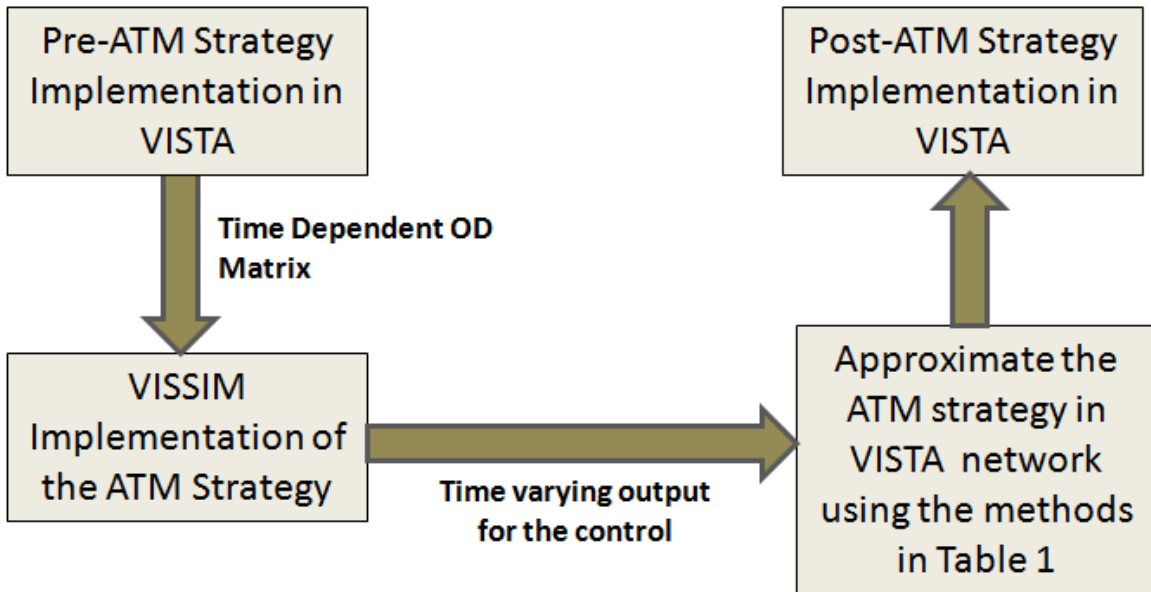 Pre-ATM Strategy
Implementation in
VISTA
Post-ATM Strategy
Implementation in
VISTA
Time Dependent OD
Matrix
VISSIM
Implementation of
the ATM Strategy
Time varying output
for the control
Approximate the
ATM strategy in
VISTA network
using the methods
in Table 1